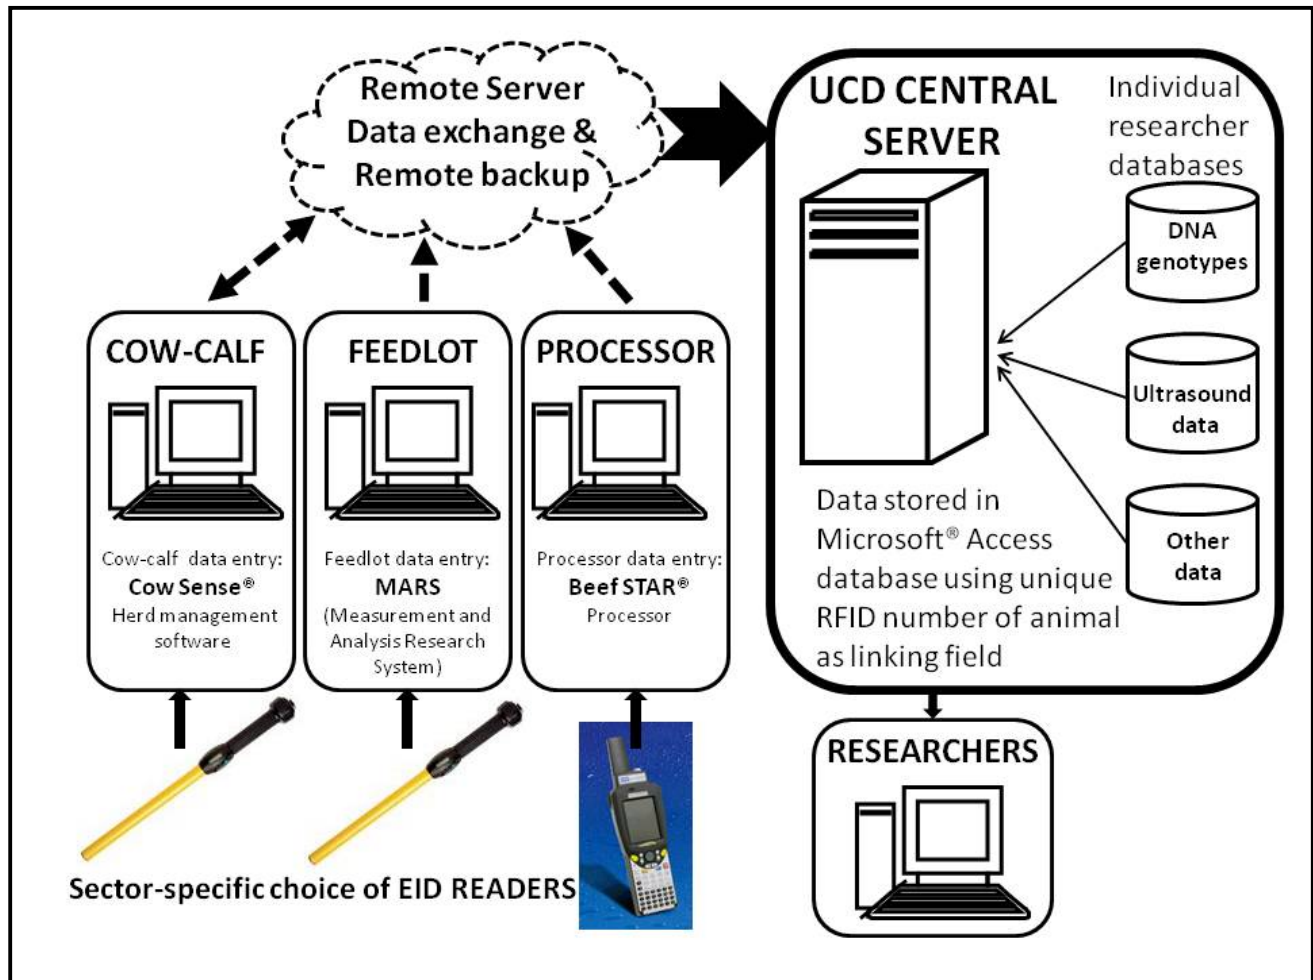 Remote Server
Data exchange &
Remote backup
UCD CENTRAL
SERVER
Individual
researcher
databases
DNA
genotypes
Ultrasound
data
Other
data
Data stored in
Microsoft® Access
database using unique
RFID number of animal
as linking field
COW-CALF
Cow-calf data entry:
Cow Sense®
Herd management
software
FEEDLOT
Feedlot data entry:
MARS
(Measurement and
Analysis Research
System)
PROCESSOR
Processor data entry:
Beef STAR®
Processor
RESEARCHERS
Sector-specific choice of EID READERS